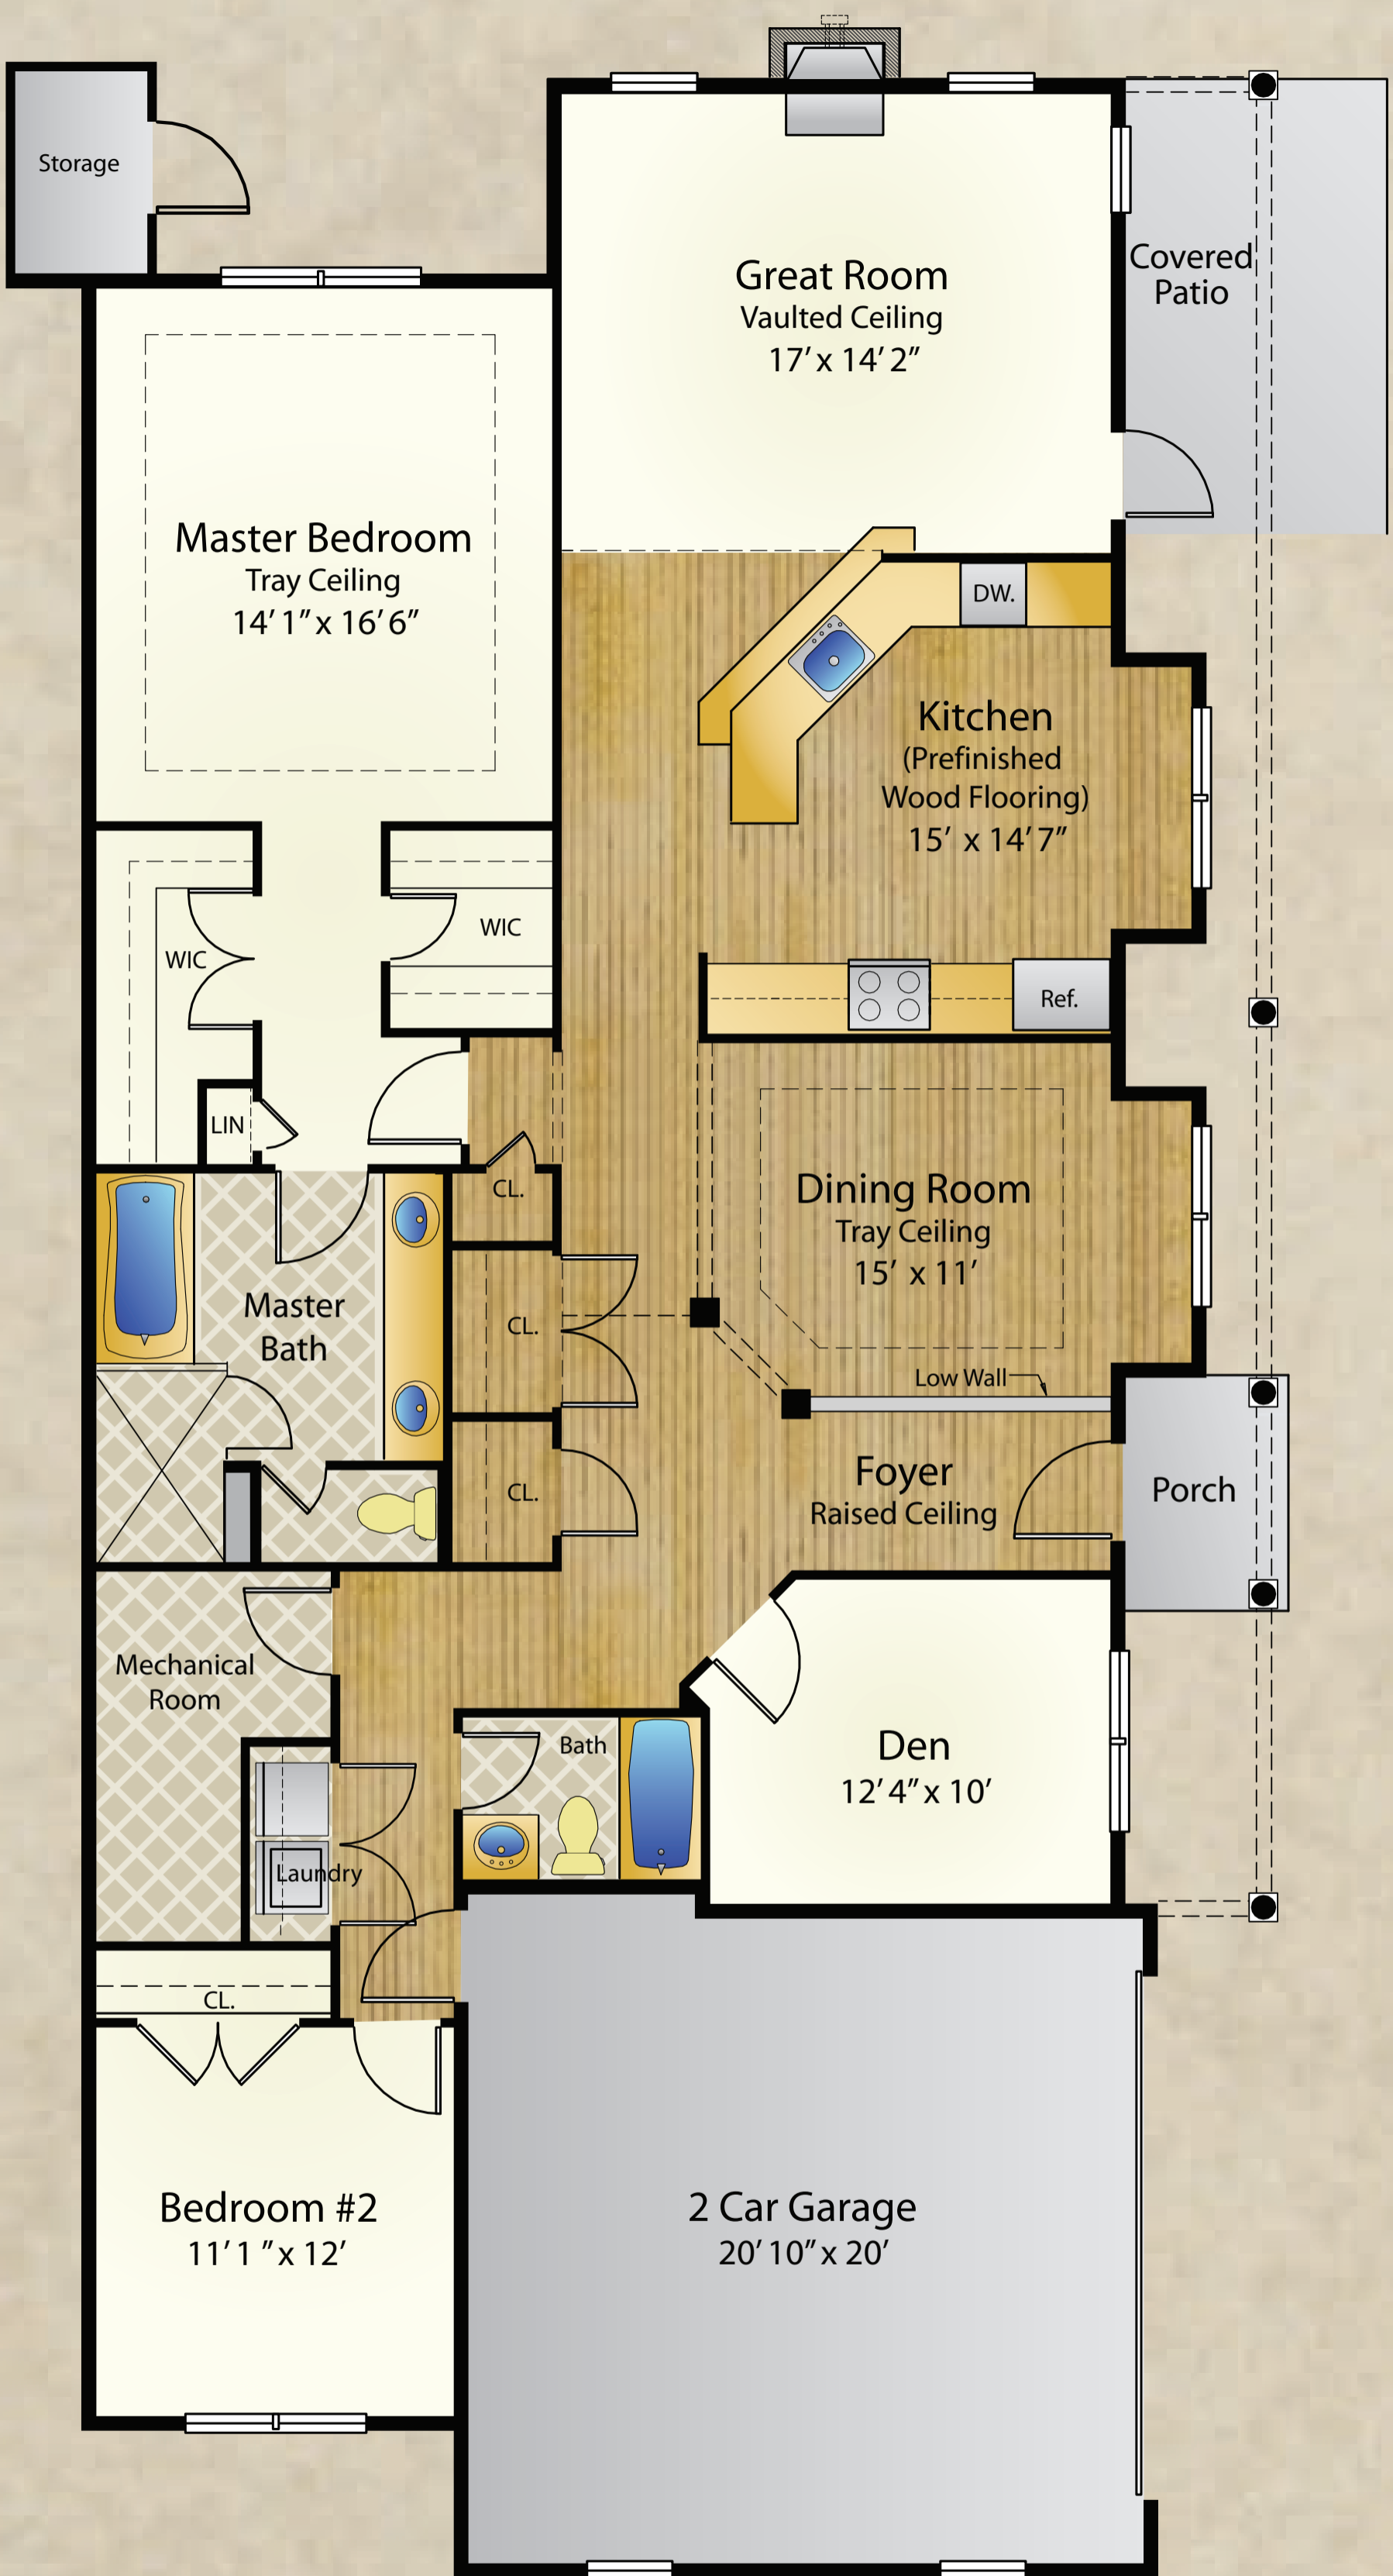 Storage
Great Room
Vaulted Ceiling
17' x 14' 2"
Covered
Patio
Master Bedroom
Tray Ceiling
14' 1" x 16' 6"
DW.
Kitchen
(Prefinished
Wood Flooring)
15' x 14' 7"
WIC
WIC
Ref.
LIN
CL.
Dining Room
Tray Ceiling
15' x 11'
Master
Bath
CL.
Low Wall
CL.
Foyer
Raised Ceiling
Porch
Mechanical
Room
Bath
Den
12' 4" x 10'
Laundry
CL.
Bedroom #2
11' 1 " x 12'
2 Car Garage
20' 10" x 20'